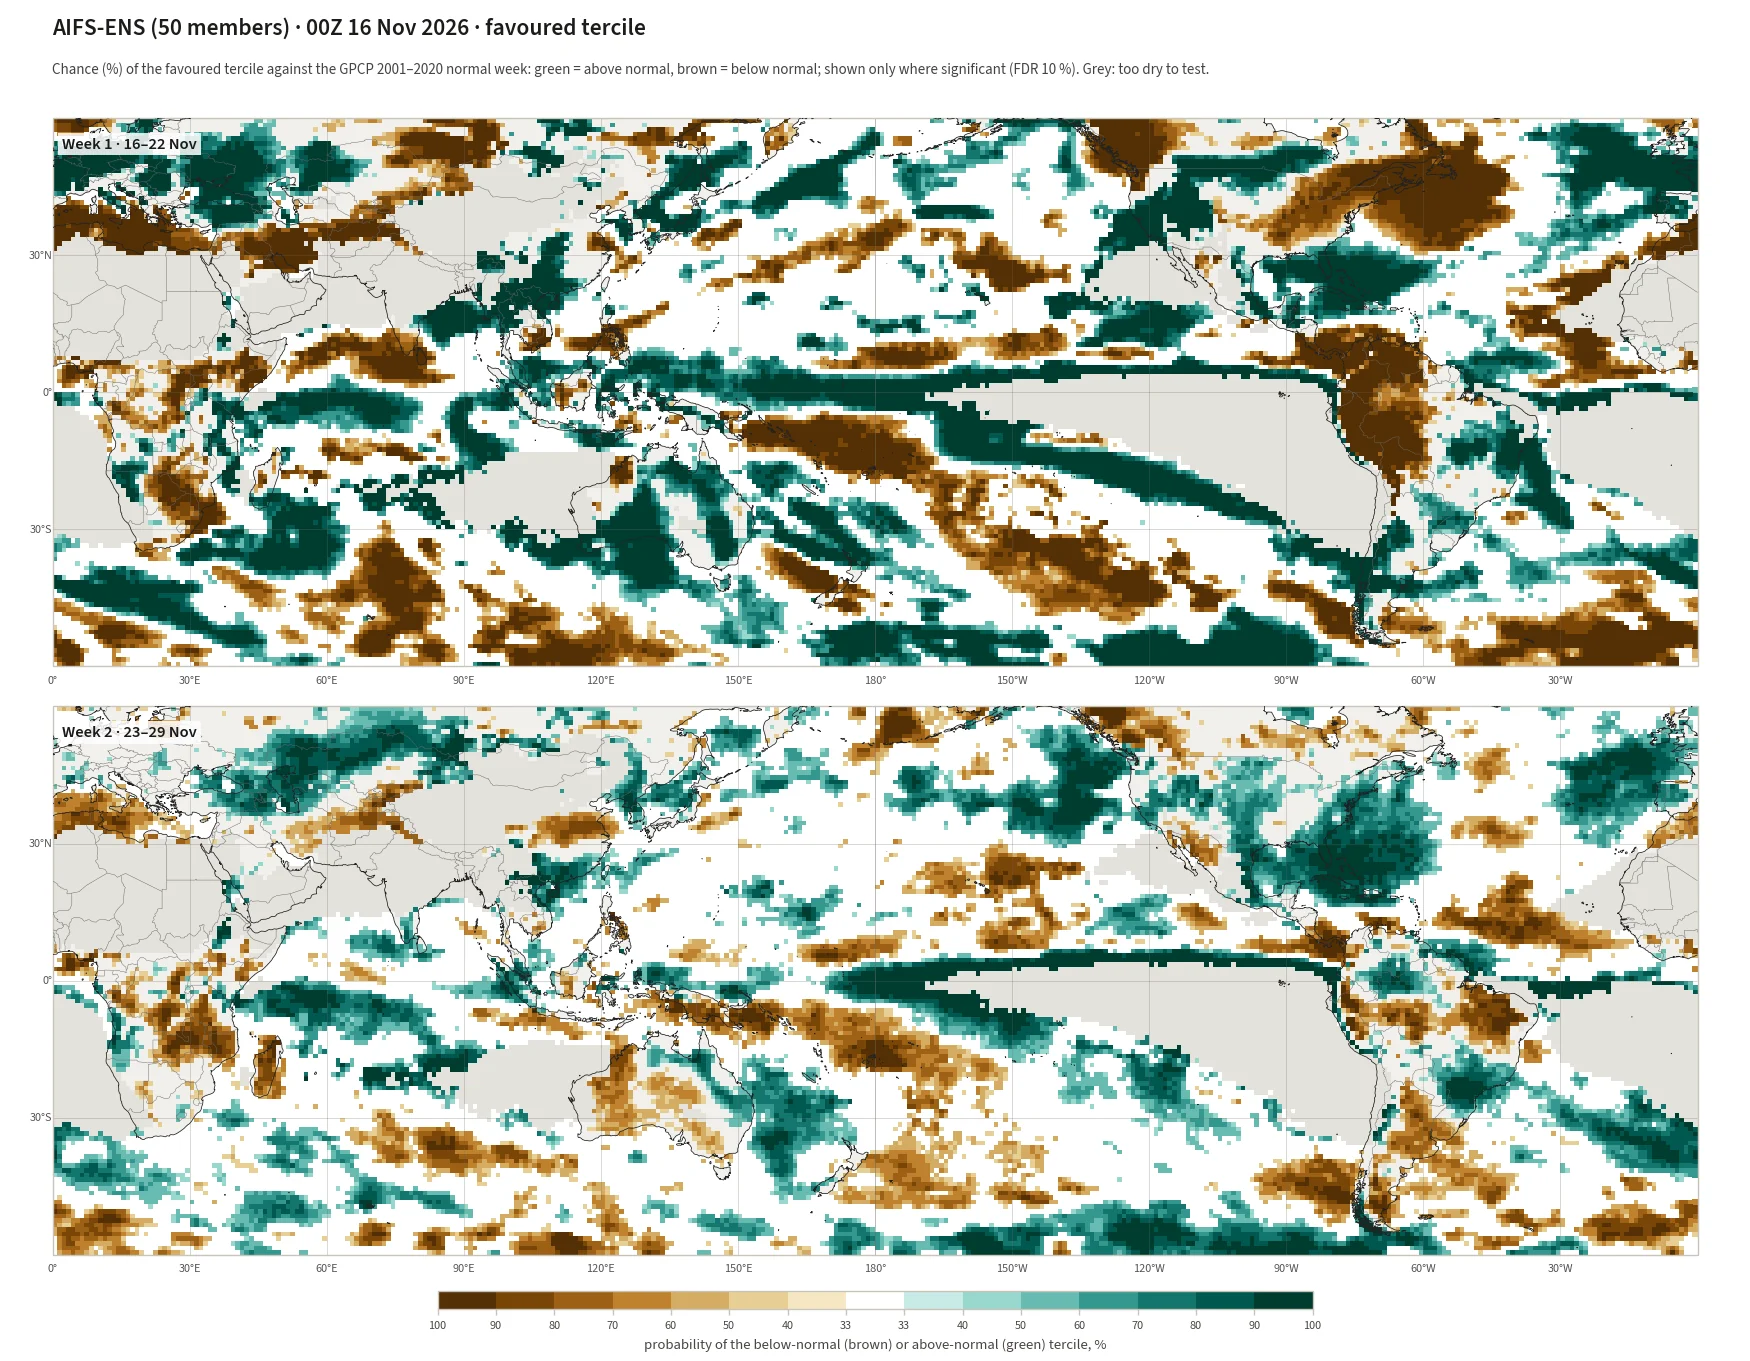 AIFS-ENS (50 members) · 00Z 16 Nov 2026 · favoured tercile
Chance (%) of the favoured tercile against the GPCP 2001–2020 normal week: green = above normal, brown = below normal; shown only where significant (FDR 10 %). Grey: too dry to test.
Week 1 · 16–22 Nov
30°N
0°
30°S
0° 30°E 60°E 90°E 120°E 150°E 180° 150°W 120°W 90°W 60°W 30°W
Week 2 · 23–29 Nov
30°N
0°
30°S
0° 30°E 60°E 90°E 120°E 150°E 180° 150°W 120°W 90°W 60°W 30°W
100 90 80 70 60 50 40 33 33 40 50 60 70 80 90 100
probability of the below-normal (brown) or above-normal (green) tercile, %